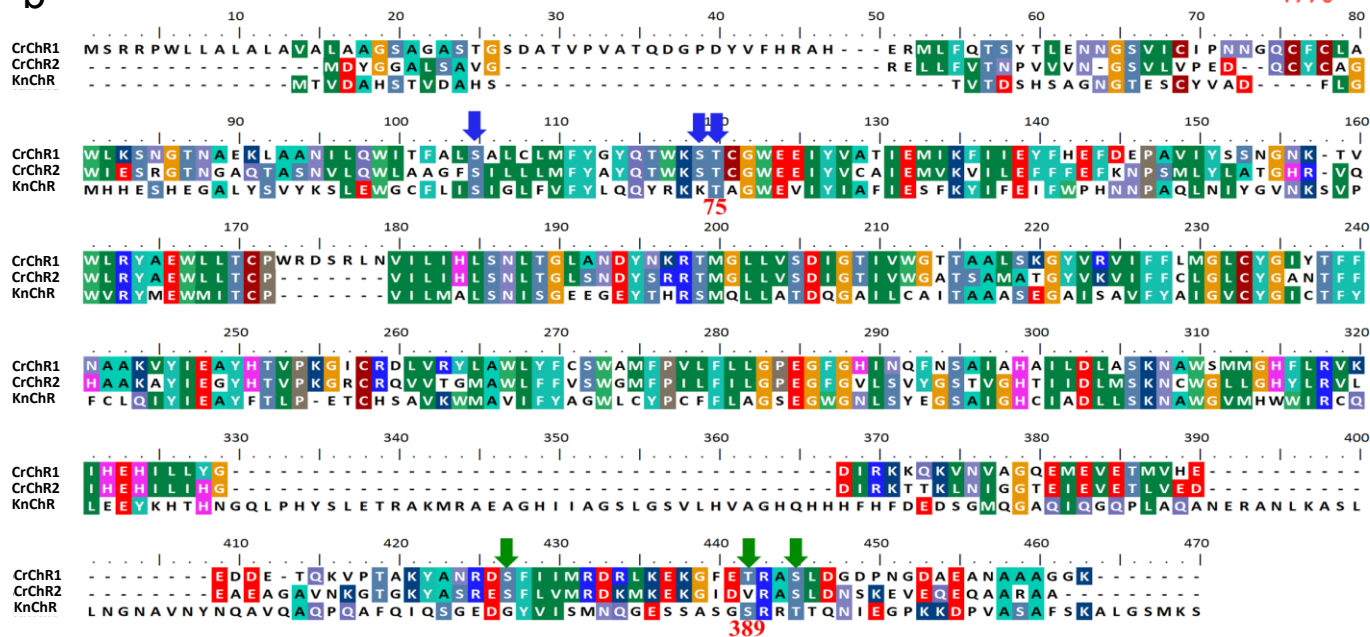 b
10 20 30 40 50 60 70 80
CrChR1 MSRRPWLLALALAVALAAGSAGASTGSDATVPVATQDGPDYVFHRAH---ERMLFQTSYTLENNGSVICIPNNGQCFCLA
CrChR2 ---------------MDYGGALSAVG------------------------RELLFVTNPVVVN-GSVLVPED--QCYCAG
KnChR -------------MTVDAHSTVDAHS----------------------------TVTDSHSAGNGTESCYVAD----FLG
90 100 110 120 130 140 150 160
CrChR1 WLKSNGTNAEKLAANILQWITFALSALCLMFYGYQTWKSTCGWEEIYVATIEMIKFIIEYFHEFDEPAVIYSSNGNK-TV
CrChR2 WIESRGTNGAQTASNVLQWLAAGFSILLLMFYAYQTWKSTCGWEEIYVCAIEMVKVILEFFFEFKNPSMLYLATGHR-VQ
KnChR MHHESHEGALYSVYKSLEWGCFLISIGLFVFYLQQYRKKTAGWEVIYIAFIESFKYIFEIFWPHNNPAQLNIYGVNKSVP
75
170 180 190 200 210 220 230 240
CrChR1 WLRYAEWLLTCPWRDSRLNVILIHLSNLTGLANDYNKRTMGLLVSDIGTIVWGTTAALSKGYVRVIFFLMGLCYGIYTFF
CrChR2 WLRYAEWLLTCP-------VILIHLSNLTGLSNDYSRRTMGLLVSDIGTIVWGATSAMATGYVKVIFFCLGLCYGANTFF
KnChR WVRYMEWMITCP-------VILMALSNISGEEGEYTHRSMQLLATDQGAILCAITAAASEGAISAVFYAIGVCYGICTFY
250 260 270 280 290 300 310 320
CrChR1 NAAKVYIEAYHTVPKGICRDLVRYLAWLYFCSWAMFPVLFLLGPEGFGHINQFNSAIAHAILDLASKNAWSMMGHFLRVK
CrChR2 HAAKAYIEGYHTVPKGRCRQVVTGMAWLFFVSWGMFPILFILGPEGFGVLSVYGSTVGHTIIDLMSKNCWGLLGHYLRVL
KnChR FCLQIYIEAYFTLP-ETCHSAVKWMAVIFYAGWLCYPCFFLAGSEGWGNLSYEGSAIGHCIADLLSKNAWGVMHWWIRCQ
330 340 350 360 370 380 390 400
CrChR1 IHEHILLYG--------------------------------------DIRKKQKVNVAGQEMEVETMVHE----------
CrChR2 IHEHILIHG--------------------------------------DIRKTTKLNIGGTEIEVETLVED----------
KnChR LEEYKHTHNGQLPHYSLETRAKMRAEAGHIIAGSLGSVLHVAGHQHHHFHFDEDSGMQGAQIQGQPLAQANERANLKASL
410 420 430 440 450 460 470
CrChR1 --------EDDE-TQKVPTAKYANRDSFIIMRDRLKEKGFETRASLDGDPNGDAEANAAAGGK-------
CrChR2 --------EAEAGAVNKGTGKYASRESFLVMRDKMKEKGIDVRASLDNSKEVEQEQAARAA---------
KnChR LNGNAVNYNQAVQAQPQAFQIQSGEDGYVISMNQGESSASGSRRTTQNIEGPKKDPVASAFSKALGSMKS
389